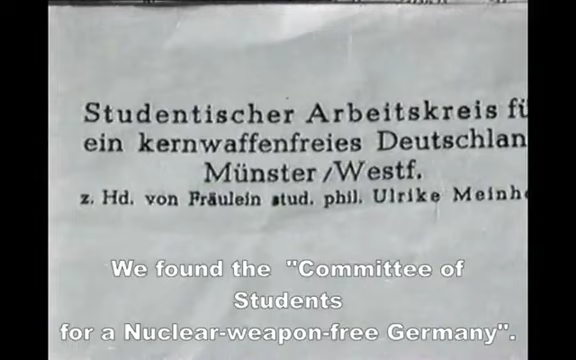 Studentischer Arbeitskreis fü
ein kernwaffenfreies Deutschlan
Münster/Westf.
z. Hd. von Fräulein stud. phil. Ulrike Meinh
We found the "Committee of
Students
for a Nuclear-weapon-free Germany".